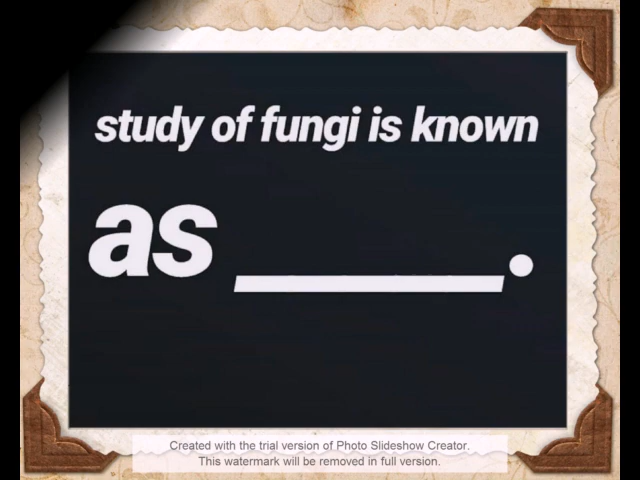 study of fungi is known
as ________.
Created with the trial version of Photo Slideshow Creator.
This watermark will be removed in full version.